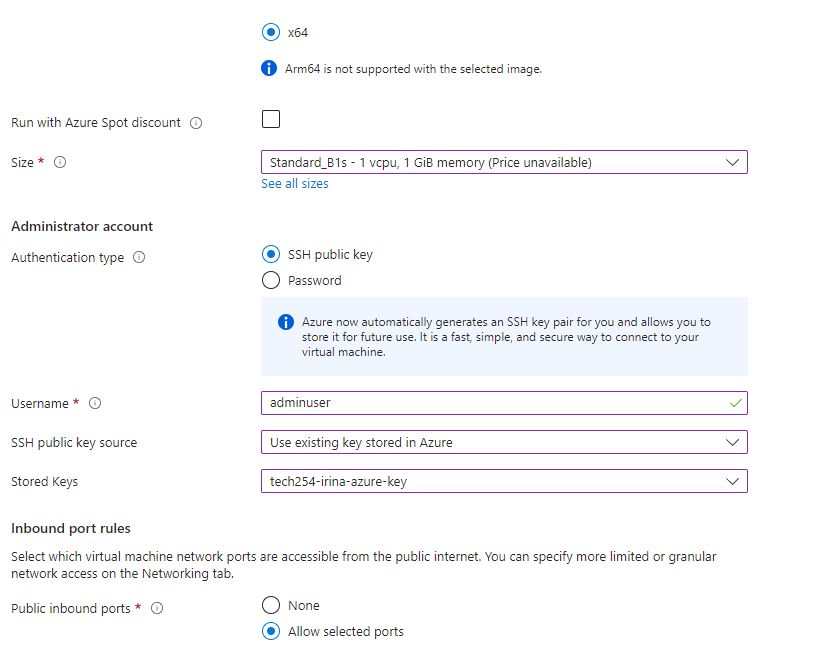 x64
Arm64 is not supported with the selected image.
Run with Azure Spot discount
Size *
Standard_B1s - 1 vcpu, 1 GiB memory (Price unavailable)
See all sizes
Administrator account
Authentication type
SSH public key
Password
Azure now automatically generates an SSH key pair for you and allows you to
store it for future use. It is a fast, simple, and secure way to connect to your
virtual machine.
Username *
adminuser
SSH public key source
Use existing key stored in Azure
Stored Keys
tech254-irina-azure-key
Inbound port rules
Select which virtual machine network ports are accessible from the public internet. You can specify more limited or granular
network access on the Networking tab.
Public inbound ports *
None
Allow selected ports